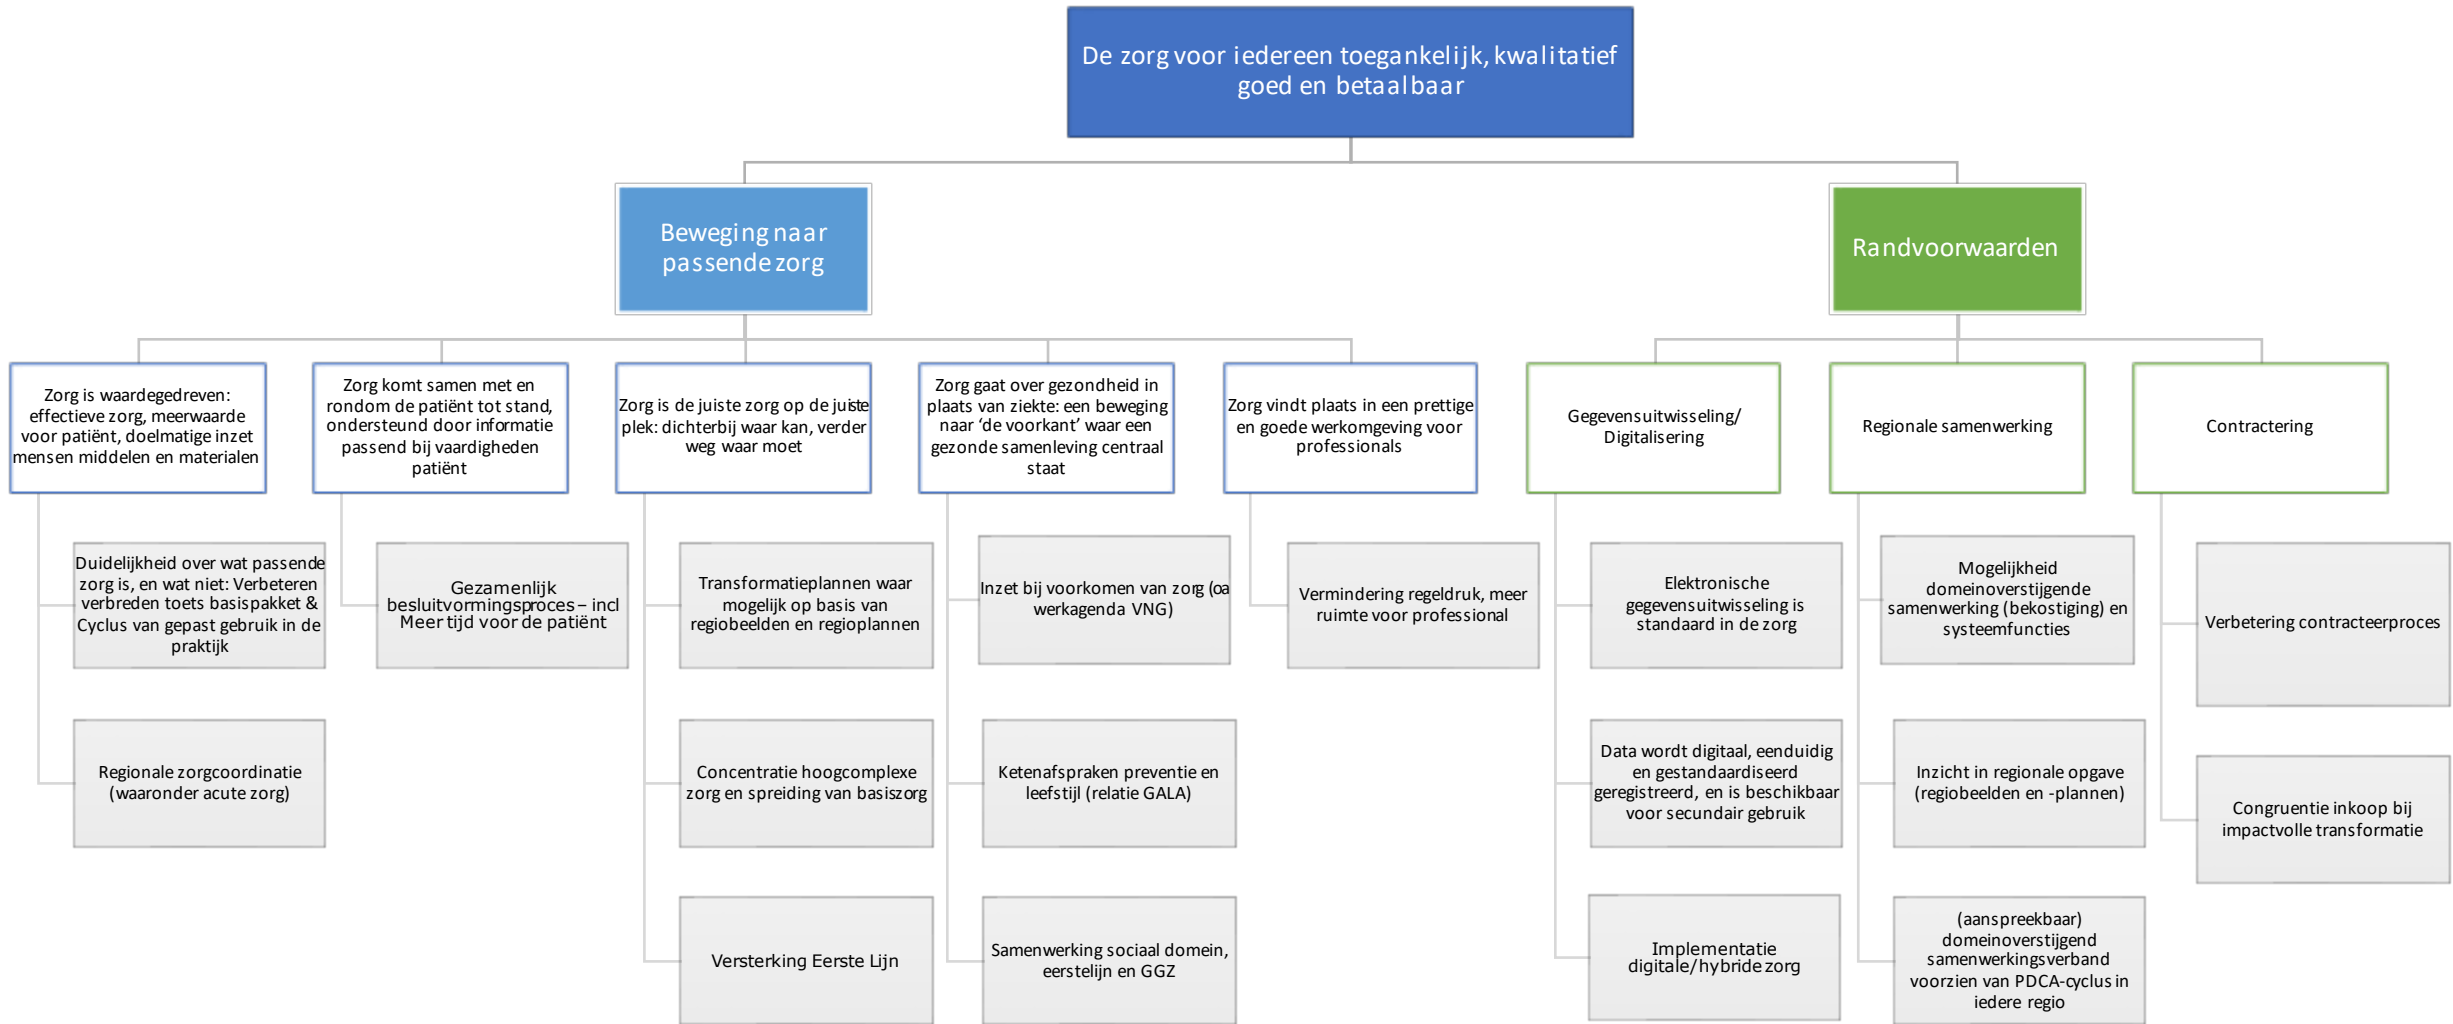 De zorg voor iedereen toegankelijk, kwalitatief
goed en betaalbaar
Beweging naar
passende zorg
Randvoorwaarden
Zorg is waardegedreven:
effectieve zorg, meerwaarde
voor patiënt, doelmatige inzet
mensen middelen en materialen
Zorg komt samen met en
rondom de patiënt tot stand,
ondersteund door informatie
passend bij vaardigheden
patiënt
Zorg is de juiste zorg op de juiste
plek: dichterbij waar kan, verder
weg waar moet
Zorg gaat over gezondheid in
plaats van ziekte: een beweging
naar ‘de voorkant’ waar een
gezonde samenleving centraal
staat
Zorg vindt plaats in een prettige
en goede werkomgeving voor
professionals
Gegevensuitwisseling/
Digitalisering
Regionale samenwerking
Contractering
Duidelijkheid over wat passende
zorg is, en wat niet: Verbeteren
verbreden toets basispakket &
Cyclus van gepast gebruik in de
praktijk
Regionale zorgcoordinatie
(waaronder acute zorg)
Gezamenlijk
besluitvormingsproces – incl
Meer tijd voor de patiënt
Transformatieplannen waar
mogelijk op basis van
regiobeelden en regioplannen
Concentratie hoogcomplexe
zorg en spreiding van basiszorg
Versterking Eerste Lijn
Inzet bij voorkomen van zorg (oa
werkagenda VNG)
Ketenafspraken preventie en
leefstijl (relatie GALA)
Samenwerking sociaal domein,
eerstelijn en GGZ
Vermindering regeldruk, meer
ruimte voor professional
Elektronische
gegevensuitwisseling is
standaard in de zorg
Data wordt digitaal, eenduidig
en gestandaardiseerd
geregistreerd, en is beschikbaar
voor secundair gebruik
Implementatie
digitale/hybride zorg
Mogelijkheid
domeinoverstijgende
samenwerking (bekostiging) en
systeemfuncties
Inzicht in regionale opgave
(regiobeelden en -plannen)
(aanspreekbaar)
domeinoverstijgend
samenwerkingsverband
voorzien van PDCA-cyclus in
iedere regio
Verbetering contracteerproces
Congruentie inkoop bij
impactvolle transformatie